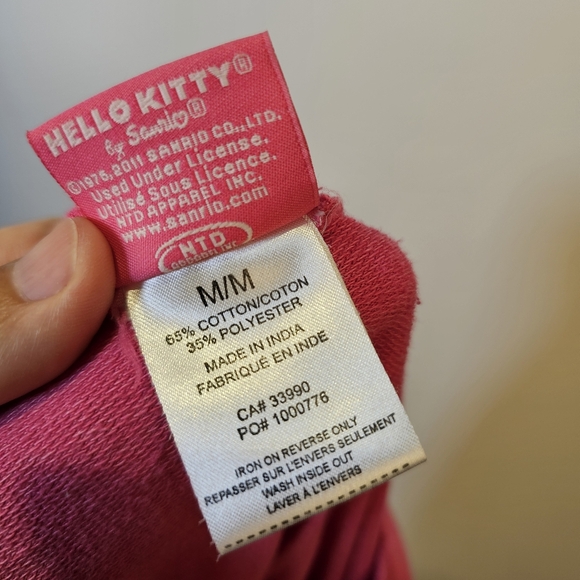 HELLO KITTY®
by Sanrio®
©1976, 2011 SANRIO CO., LTD.
Used Under License.
Utilisé Sous Licence.
NTD APPAREL INC.
www.sanrio.com
NTD
APPAREL INC.
M/M
65% COTTON/COTON
35% POLYESTER
MADE IN INDIA
FABRIQUÉ EN INDE
CA# 33990
PO# 1000776
IRON ON REVERSE ONLY
REPASSER SUR L'ENVERS SEULEMENT
WASH INSIDE OUT
LAVER À L'ENVERS